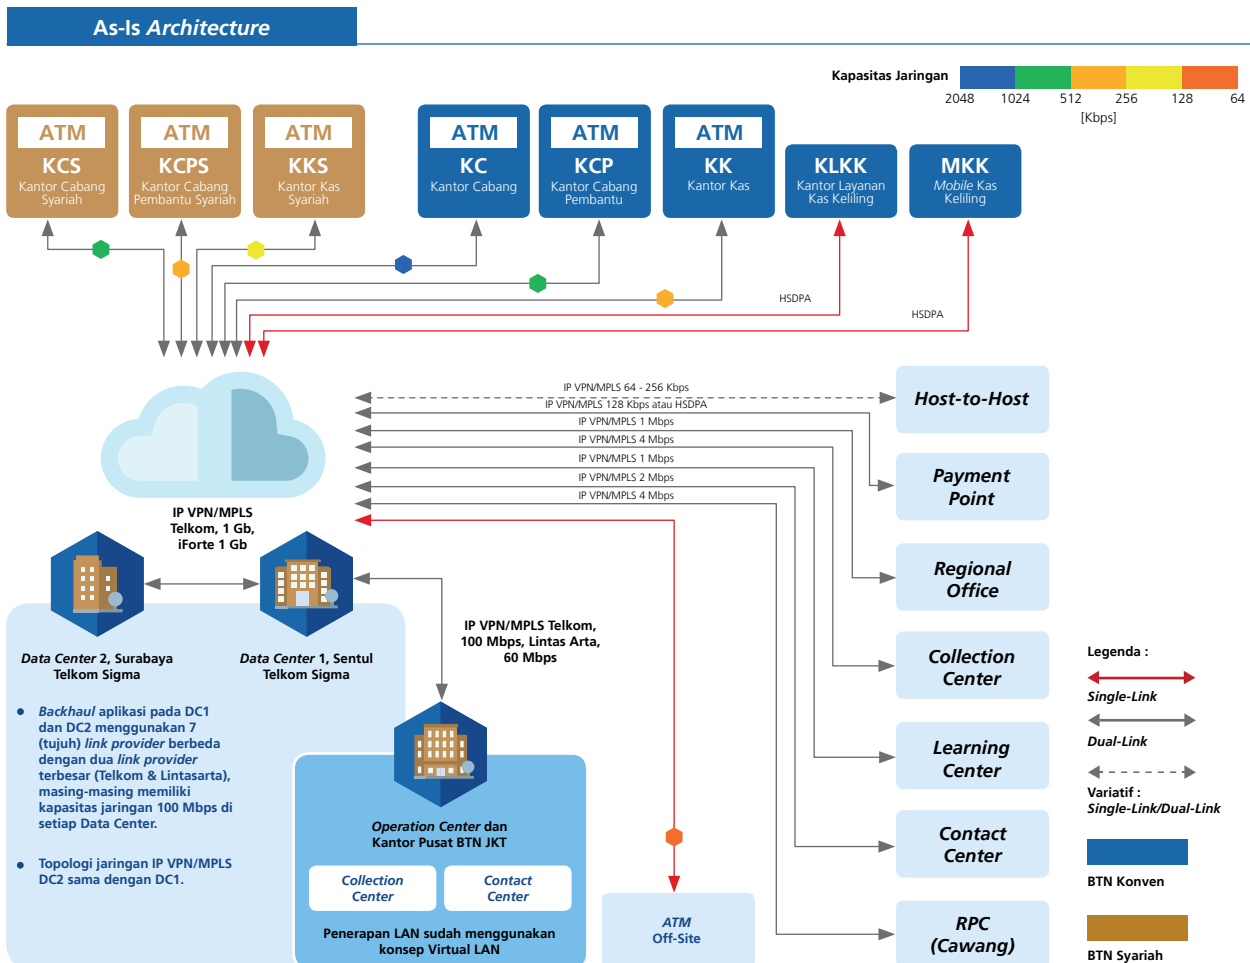 As-Is Architecture
Kapasitas Jaringan
2048 1024 512 256 128 64
[Kbps]
ATM
KCS
Kantor Cabang
Syariah
ATM
KCPS
Kantor Cabang
Pembantu Syariah
ATM
KKS
Kantor Kas
Syariah
ATM
KC
Kantor Cabang
ATM
KCP
Kantor Cabang
Pembantu
ATM
KK
Kantor Kas
KLKK
Kantor Layanan
Kas Keliling
MKK
Mobile Kas
Keliling
HSDPA
HSDPA
IP VPN/MPLS 64 - 256 Kbps
IP VPN/MPLS 128 Kbps atau HSDPA
IP VPN/MPLS 1 Mbps
IP VPN/MPLS 4 Mbps
IP VPN/MPLS 1 Mbps
IP VPN/MPLS 2 Mbps
IP VPN/MPLS 4 Mbps
Host-to-Host
Payment
Point
Regional
Office
Collection
Center
Learning
Center
Contact
Center
RPC
(Cawang)
IP VPN/MPLS
Telkom, 1 Gb,
iForte 1 Gb
Data Center 2, Surabaya
Telkom Sigma
Data Center 1, Sentul
Telkom Sigma
IP VPN/MPLS Telkom,
100 Mbps, Lintas Arta,
60 Mbps
• Backhaul aplikasi pada DC1
dan DC2 menggunakan 7
(tujuh) link provider berbeda
dengan dua link provider
terbesar (Telkom & Lintasarta),
masing-masing memiliki
kapasitas jaringan 100 Mbps di
setiap Data Center.
• Topologi jaringan IP VPN/MPLS
DC2 sama dengan DC1.
Operation Center dan
Kantor Pusat BTN JKT
Collection
Center
Contact
Center
Penerapan LAN sudah menggunakan
konsep Virtual LAN
ATM
Off-Site
Legenda :
Single-Link
Dual-Link
Variatif :
Single-Link/Dual-Link
BTN Konven
BTN Syariah